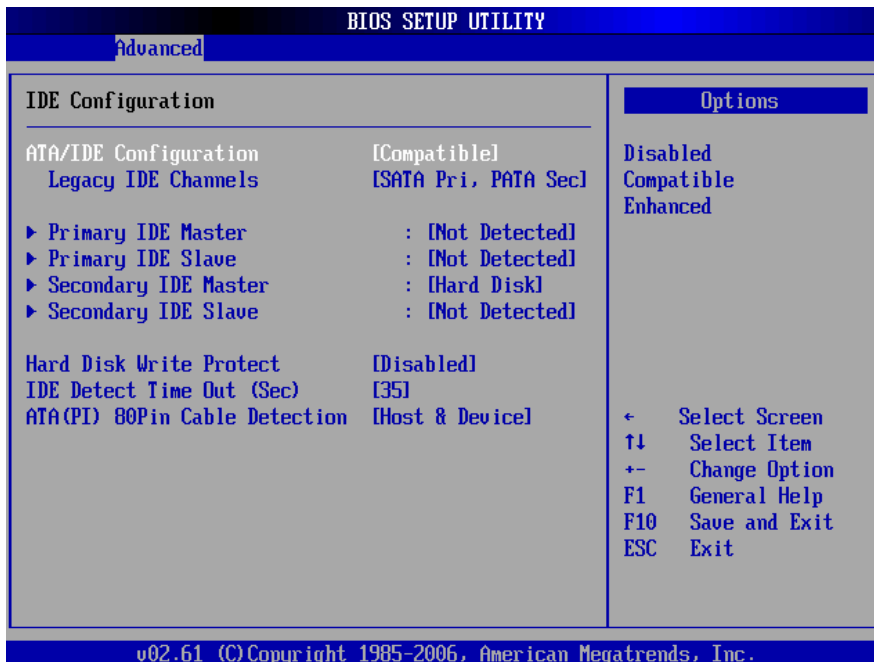 BIOS SETUP UTILITY
Advanced
IDE Configuration
ATA/IDE Configuration [Compatible]
Legacy IDE Channels [SATA Pri, PATA Sec]
Primary IDE Master : [Not Detected]
Primary IDE Slave : [Not Detected]
Secondary IDE Master : [Hard Disk]
Secondary IDE Slave : [Not Detected]
Hard Disk Write Protect [Disabled]
IDE Detect Time Out (Sec) [35]
ATA(PI) 80Pin Cable Detection [Host & Device]
Options
Disabled
Compatible
Enhanced
← Select Screen
↑↓ Select Item
+- Change Option
F1 General Help
F10 Save and Exit
ESC Exit
v02.61 (C)Copyright 1985-2006, American Megatrends, Inc.